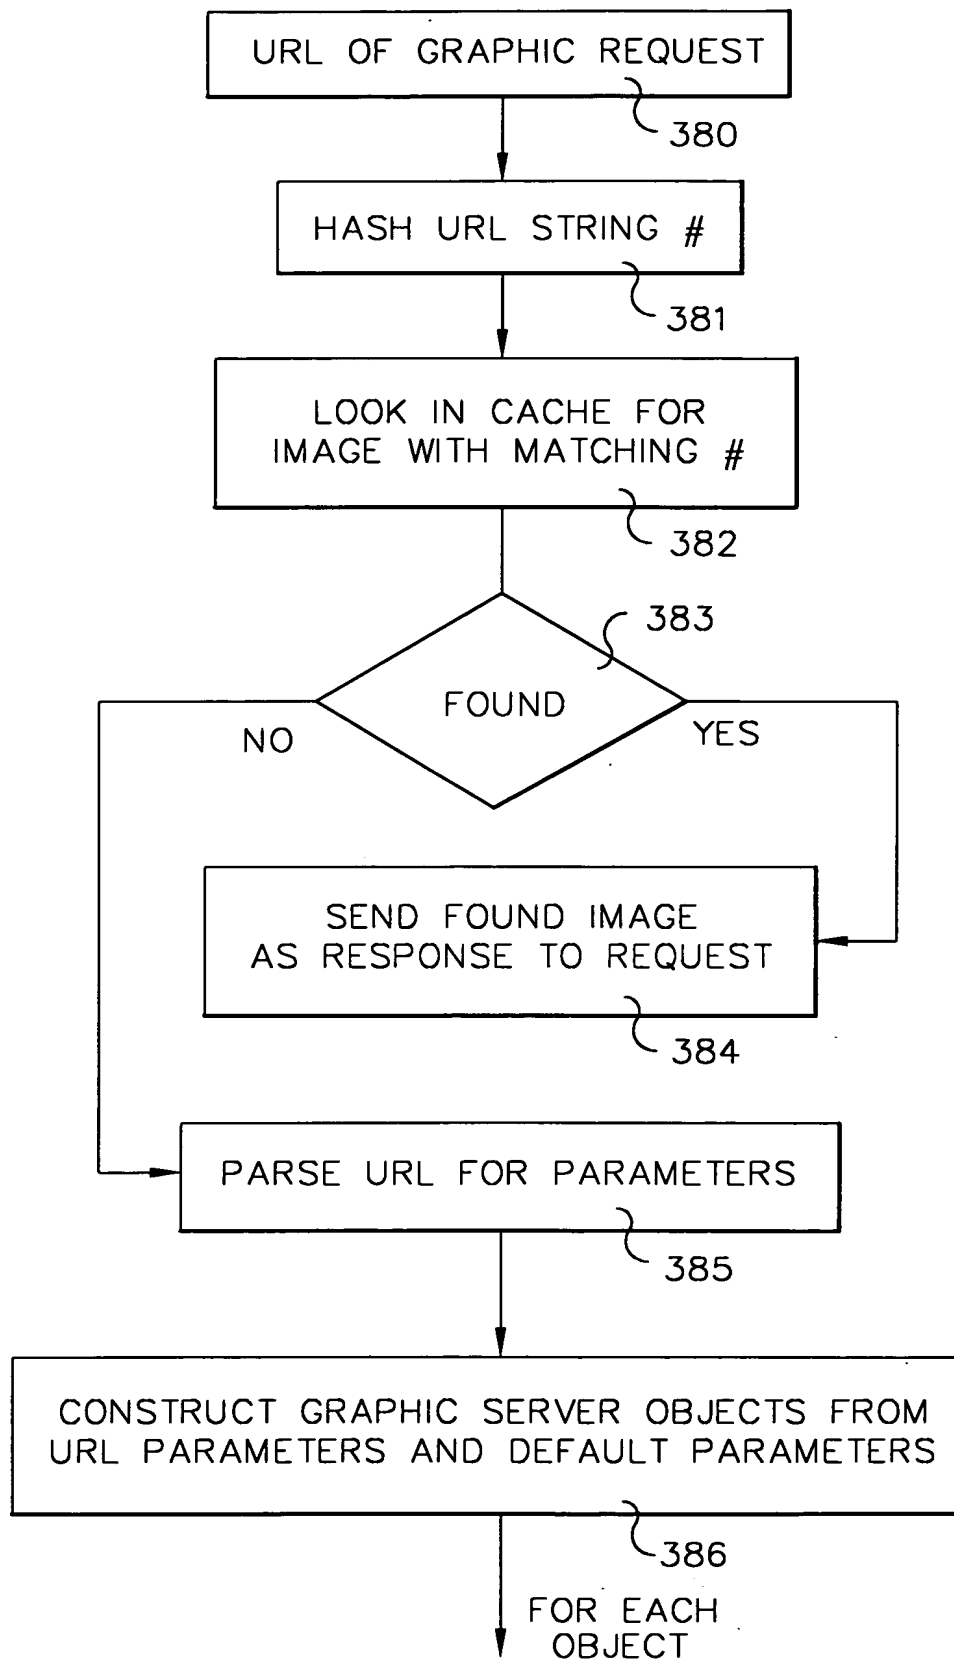 URL OF GRAPHIC REQUEST
380
HASH URL STRING #
381
LOOK IN CACHE FOR
IMAGE WITH MATCHING #
382
383
FOUND
NO
YES
SEND FOUND IMAGE
AS RESPONSE TO REQUEST
384
PARSE URL FOR PARAMETERS
385
CONSTRUCT GRAPHIC SERVER OBJECTS FROM
URL PARAMETERS AND DEFAULT PARAMETERS
386
FOR EACH
OBJECT